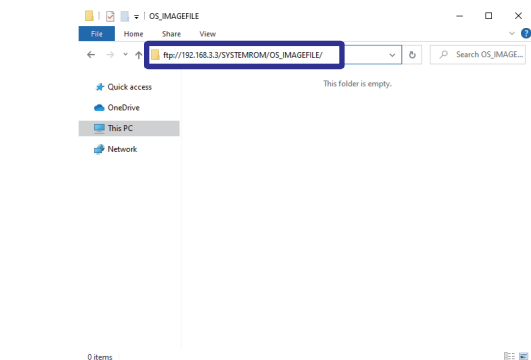 OS_IMAGEFILE
File Home Share View
ftp://192.168.3.3/SYSTEMROM/OS_IMAGEFILE/
Search OS_IMAGE...
This folder is empty.
Quick access
OneDrive
This PC
Network
0 items